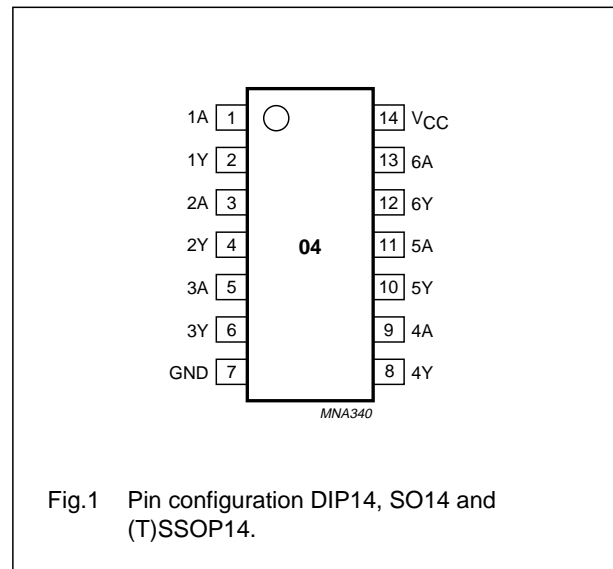 1A 1 14 VCC
1Y 2 13 6A
2A 3 12 6Y
2Y 4 04 11 5A
3A 5 10 5Y
3Y 6 9 4A
GND 7 8 4Y
MNA340
Fig.1 Pin configuration DIP14, SO14 and
(T)SSOP14.